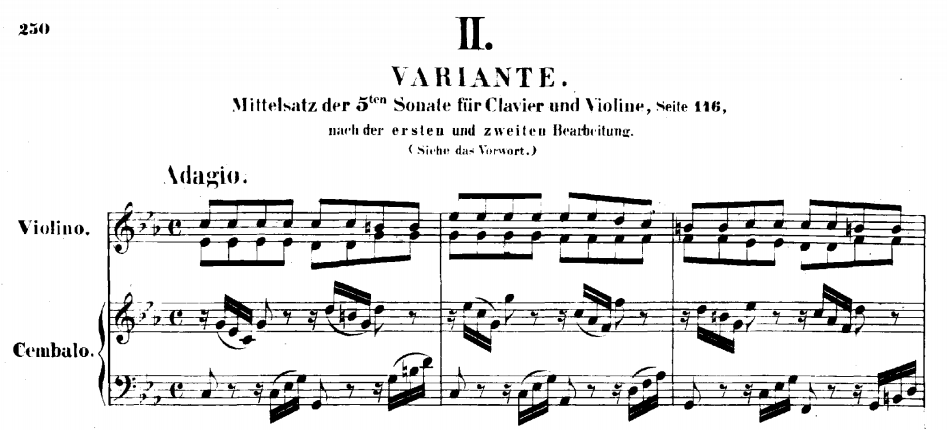 250
II.
VARIANTE.
Mittelsatz der 5ten Sonate für Clavier und Violine, Seite 116,
nach der ersten und zweiten Bearbeitung.
(Siehe das Vorwort.)
Adagio.
Violino.
Cembalo.